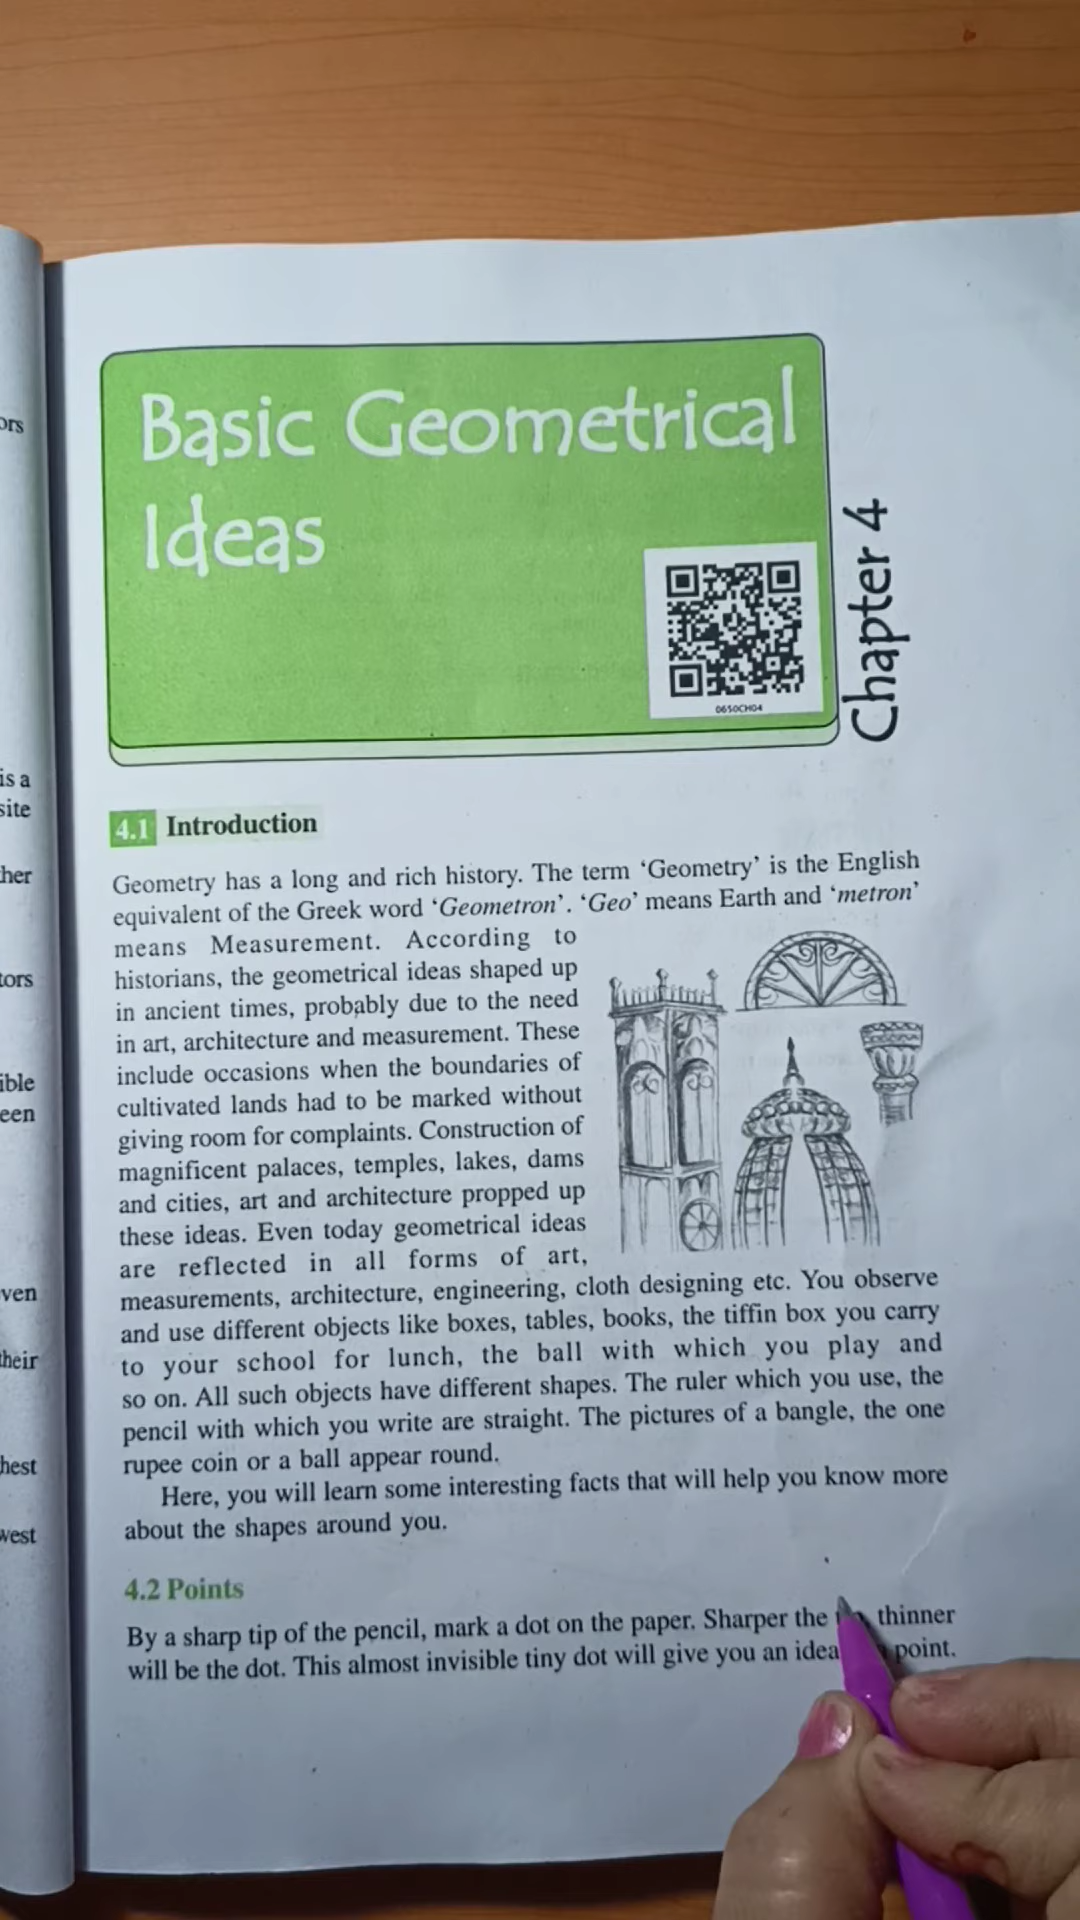 Basic Geometrical
Ideas
Chapter 4
0650CH04
4.1 Introduction
Geometry has a long and rich history. The term ‘Geometry’ is the English
equivalent of the Greek word ‘Geometron’. ‘Geo’ means Earth and ‘metron’
means Measurement. According to
historians, the geometrical ideas shaped up
in ancient times, probably due to the need
in art, architecture and measurement. These
include occasions when the boundaries of
cultivated lands had to be marked without
giving room for complaints. Construction of
magnificent palaces, temples, lakes, dams
and cities, art and architecture propped up
these ideas. Even today geometrical ideas
are reflected in all forms of art,
measurements, architecture, engineering, cloth designing etc. You observe
and use different objects like boxes, tables, books, the tiffin box you carry
to your school for lunch, the ball with which you play and
so on. All such objects have different shapes. The ruler which you use, the
pencil with which you write are straight. The pictures of a bangle, the one
rupee coin or a ball appear round.
Here, you will learn some interesting facts that will help you know more
about the shapes around you.
4.2 Points
By a sharp tip of the pencil, mark a dot on the paper. Sharper the thinner
will be the dot. This almost invisible tiny dot will give you an idea point.
ors
is a
site
her
tors
ible
een
ven
their
hest
west